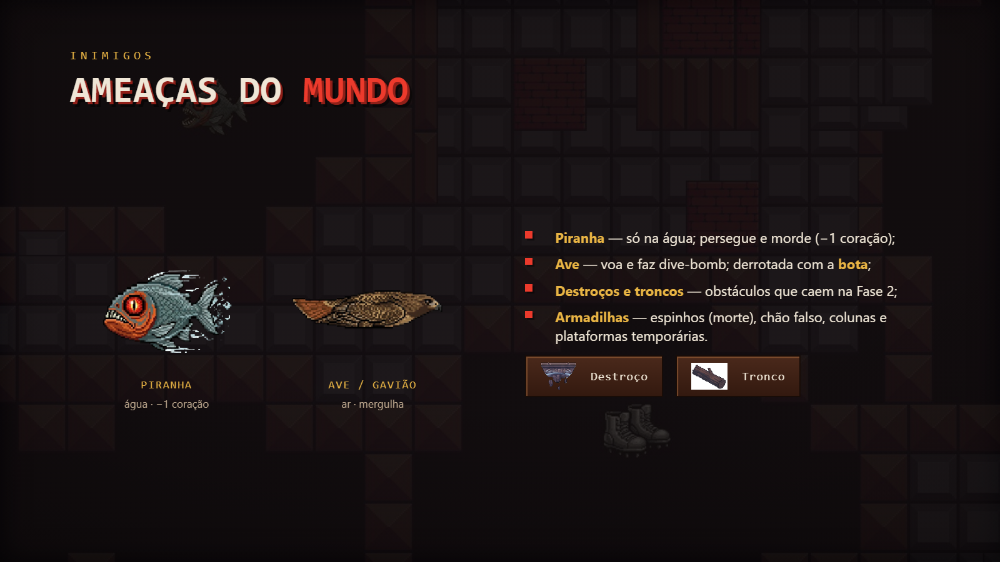 INIMIGOS
AMEAÇAS DO MUNDO
Piranha — só na água; persegue e morde (−1 coração);
Ave — voa e faz dive-bomb; derrotada com a bota;
Destroços e troncos — obstáculos que caem na Fase 2;
Armadilhas — espinhos (morte), chão falso, colunas e
plataformas temporárias.
Destroço
Tronco
PIRANHA
água · −1 coração
AVE / GAVIÃO
ar · mergulha